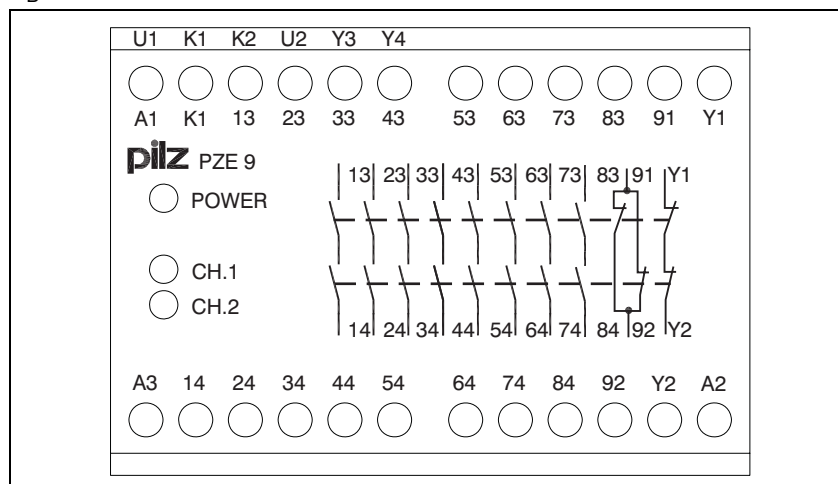 U1 K1 K2 U2 Y3 Y4
A1 K1 13 23 33 43 53 63 73 83 91 Y1
pilz PZE 9
13 23 33 43 53 63 73 83 91 Y1
POWER
CH.1
CH.2
14 24 34 44 54 64 74 84 92 Y2
A3 14 24 34 44 54 64 74 84 92 Y2 A2